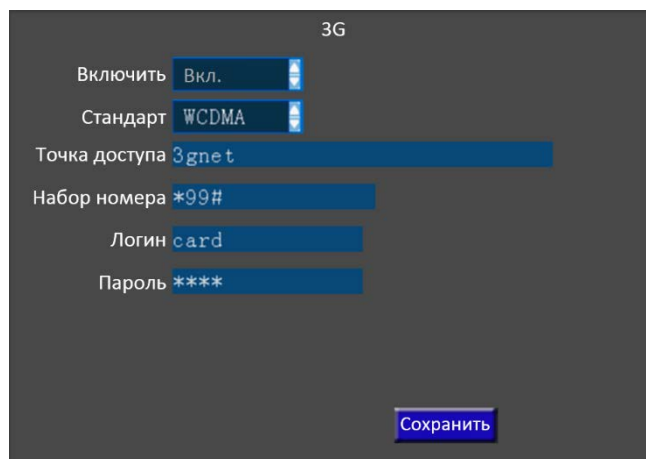 3G
Включить Вкл.
Стандарт WCDMA
Точка доступа 3gnet
Набор номера *99#
Логин card
Пароль ****
Сохранить